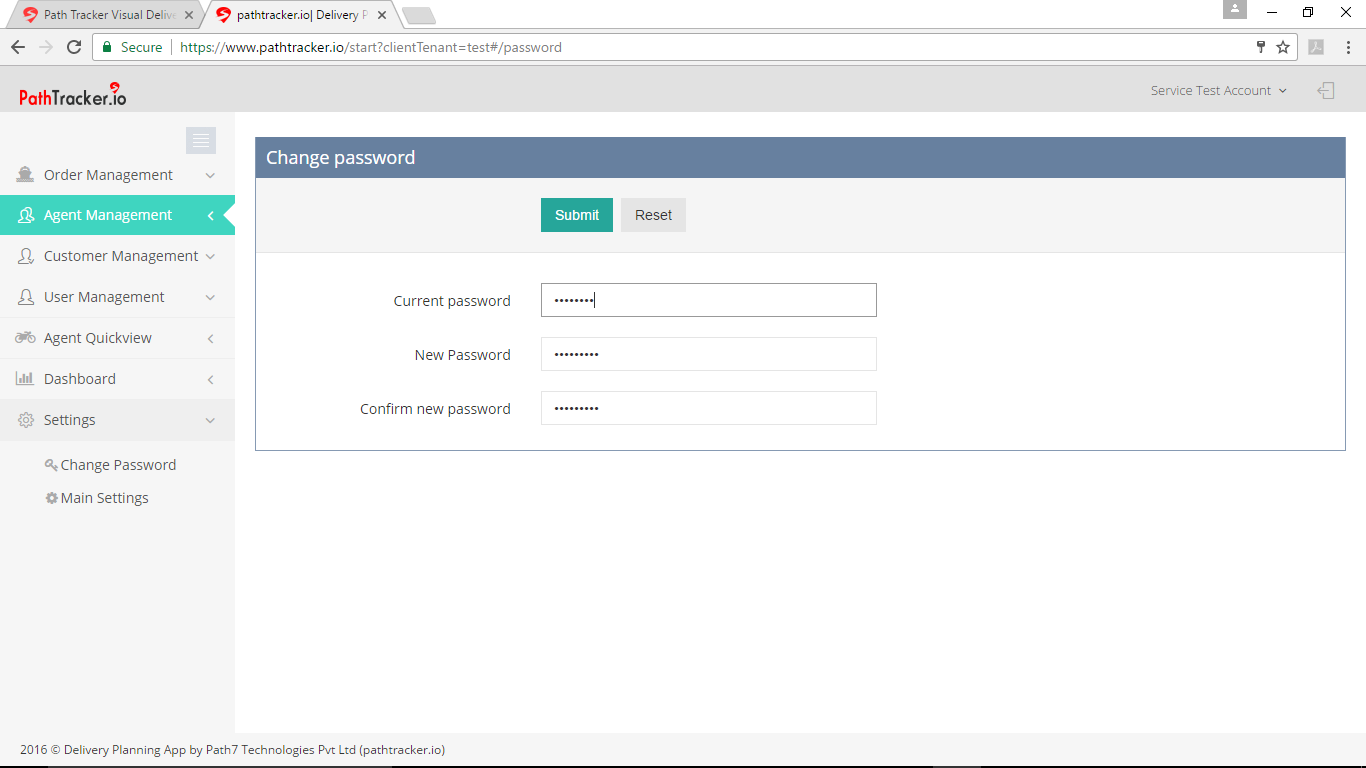 Path Tracker Visual Delive
pathtracker.io| Delivery P
Secure
https://www.pathtracker.io/start?clientTenant=test#/password
PathTracker.io
Service Test Account
Order Management
Agent Management
Customer Management
User Management
Agent Quickview
Dashboard
Settings
Change Password
Main Settings
Change password
Submit Reset
Current password ••••••••
New Password •••••••••
Confirm new password •••••••••
2016 © Delivery Planning App by Path7 Technologies Pvt Ltd (pathtracker.io)